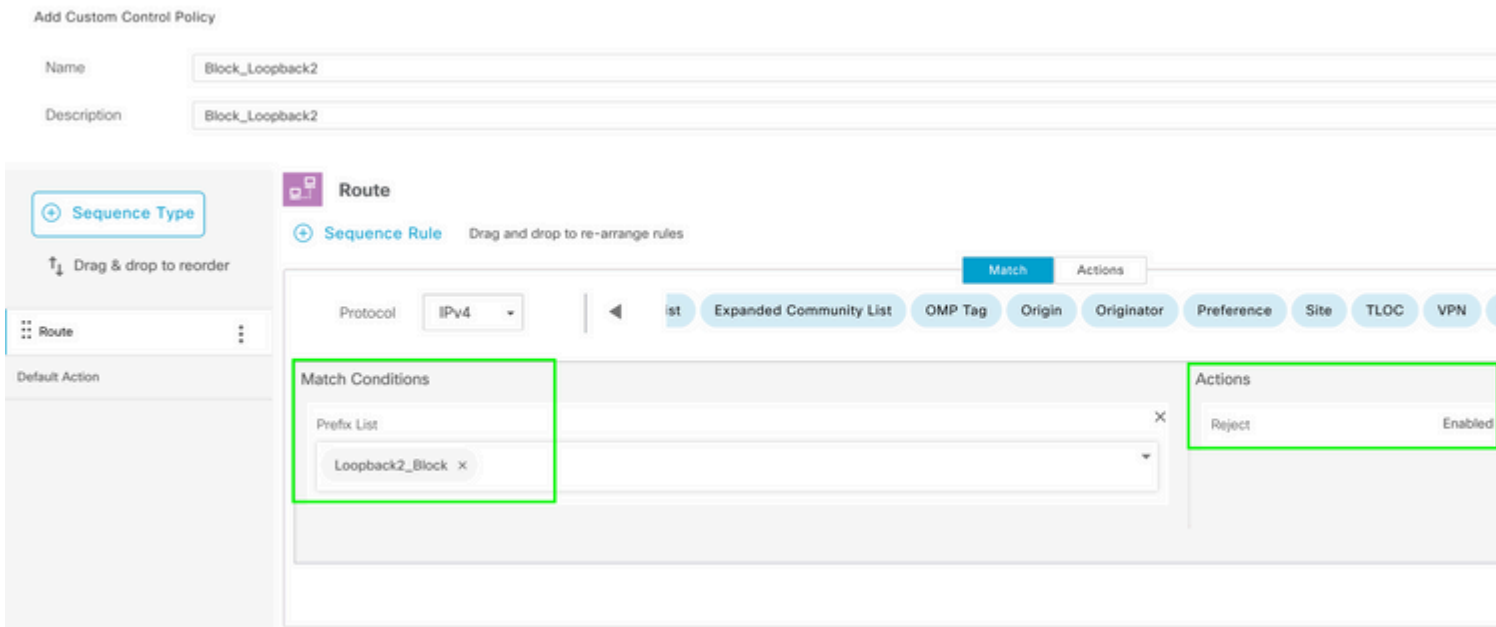 Add Custom Control Policy
Name Block_Loopback2
Description Block_Loopback2
Sequence Type
Drag & drop to reorder
Route
Default Action
Route
Sequence Rule Drag and drop to re-arrange rules
Match Actions
Protocol IPv4 ist Expanded Community List OMP Tag Origin Originator Preference Site TLOC VPN
Match Conditions
Prefix List
Loopback2_Block ×
Actions
Reject Enabled